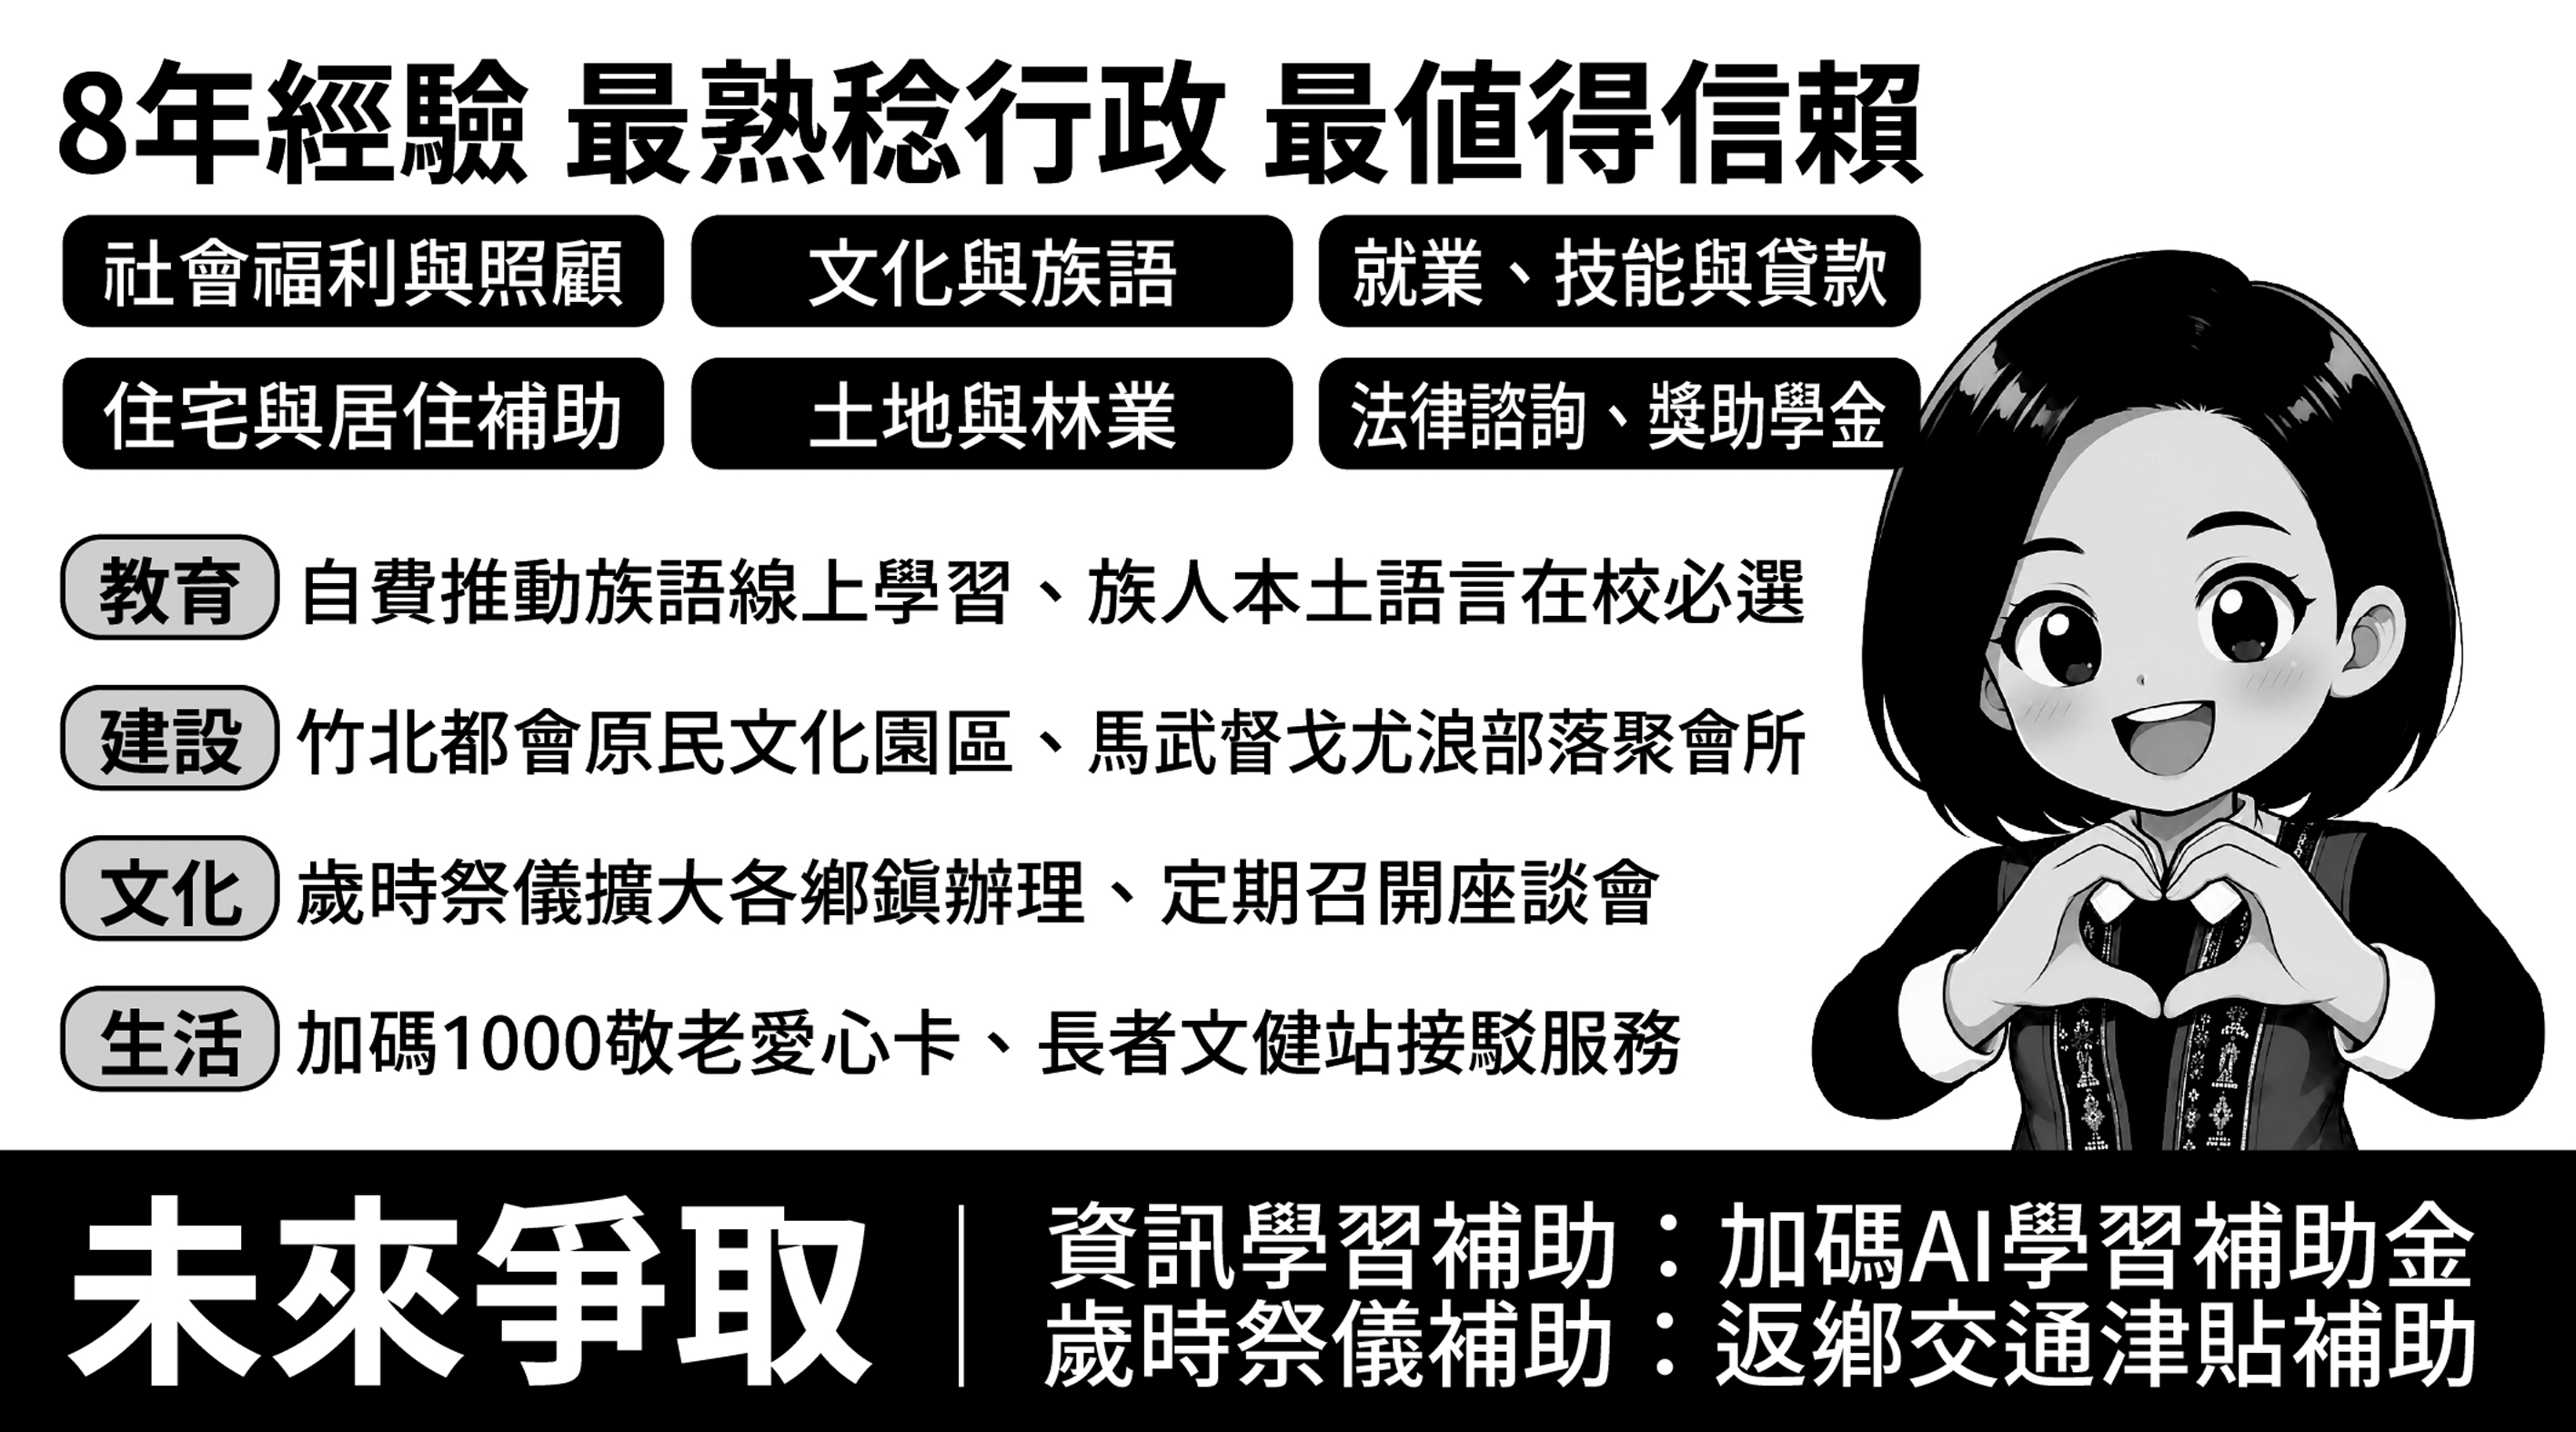 8年經驗 最熟稔行政 最值得信賴
社會福利與照顧 文化與族語 就業、技能與貸款
住宅與居住補助 土地與林業 法律諮詢、獎助學金
教育 自費推動族語線上學習、族人本土語言在校必選
建設 竹北都會原民文化園區、馬武督戈尤浪部落聚會所
文化 歲時祭儀擴大各鄉鎮辦理、定期召開座談會
生活 加碼1000敬老愛心卡、長者文健站接駁服務
未來爭取
資訊學習補助：加碼AI學習補助金
歲時祭儀補助：返鄉交通津貼補助